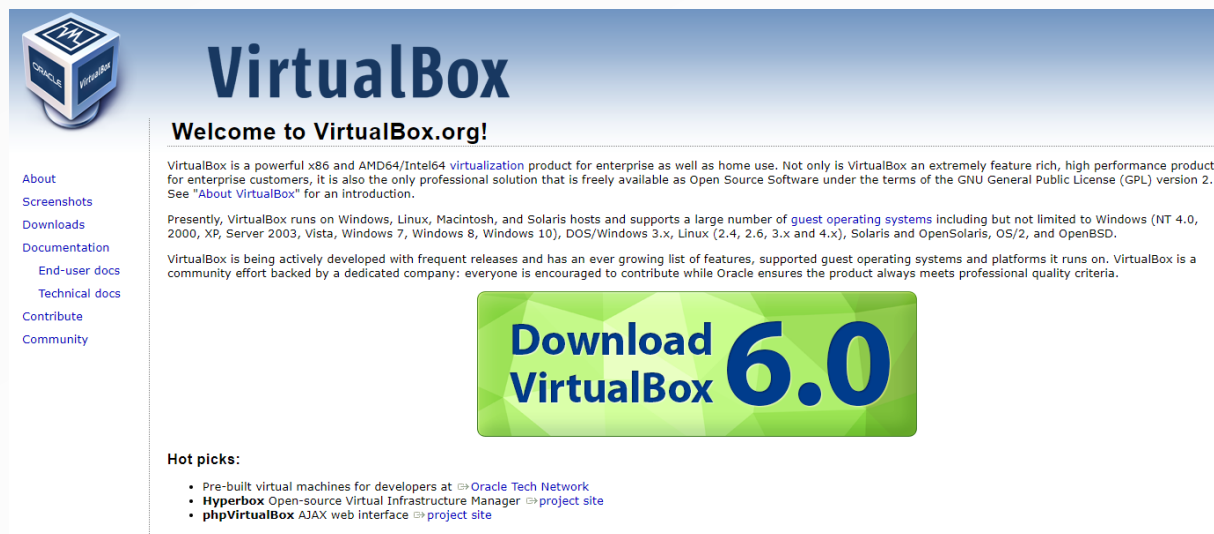 ORACLE
VirtualBox
VirtualBox
Welcome to VirtualBox.org!
About
Screenshots
Downloads
Documentation
End-user docs
Technical docs
Contribute
Community
VirtualBox is a powerful x86 and AMD64/Intel64 virtualization product for enterprise as well as home use. Not only is VirtualBox an extremely feature rich, high performance product
for enterprise customers, it is also the only professional solution that is freely available as Open Source Software under the terms of the GNU General Public License (GPL) version 2.
See "About VirtualBox" for an introduction.
Presently, VirtualBox runs on Windows, Linux, Macintosh, and Solaris hosts and supports a large number of guest operating systems including but not limited to Windows (NT 4.0,
2000, XP, Server 2003, Vista, Windows 7, Windows 8, Windows 10), DOS/Windows 3.x, Linux (2.4, 2.6, 3.x and 4.x), Solaris and OpenSolaris, OS/2, and OpenBSD.
VirtualBox is being actively developed with frequent releases and has an ever growing list of features, supported guest operating systems and platforms it runs on. VirtualBox is a
community effort backed by a dedicated company: everyone is encouraged to contribute while Oracle ensures the product always meets professional quality criteria.
Download
VirtualBox
6.0
Hot picks:
• Pre-built virtual machines for developers at Oracle Tech Network
• Hyperbox Open-source Virtual Infrastructure Manager project site
• phpVirtualBox AJAX web interface project site